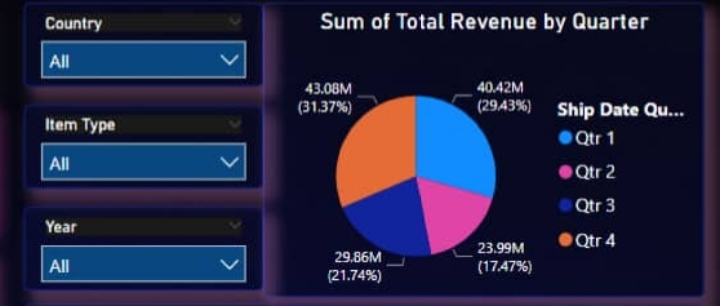 Country
All
Item Type
All
Year
All
Sum of Total Revenue by Quarter
43.08M
(31.37%)
40.42M
(29.43%)
29.86M
(21.74%)
23.99M
(17.47%)
Ship Date Qu...
Qtr 1
Qtr 2
Qtr 3
Qtr 4